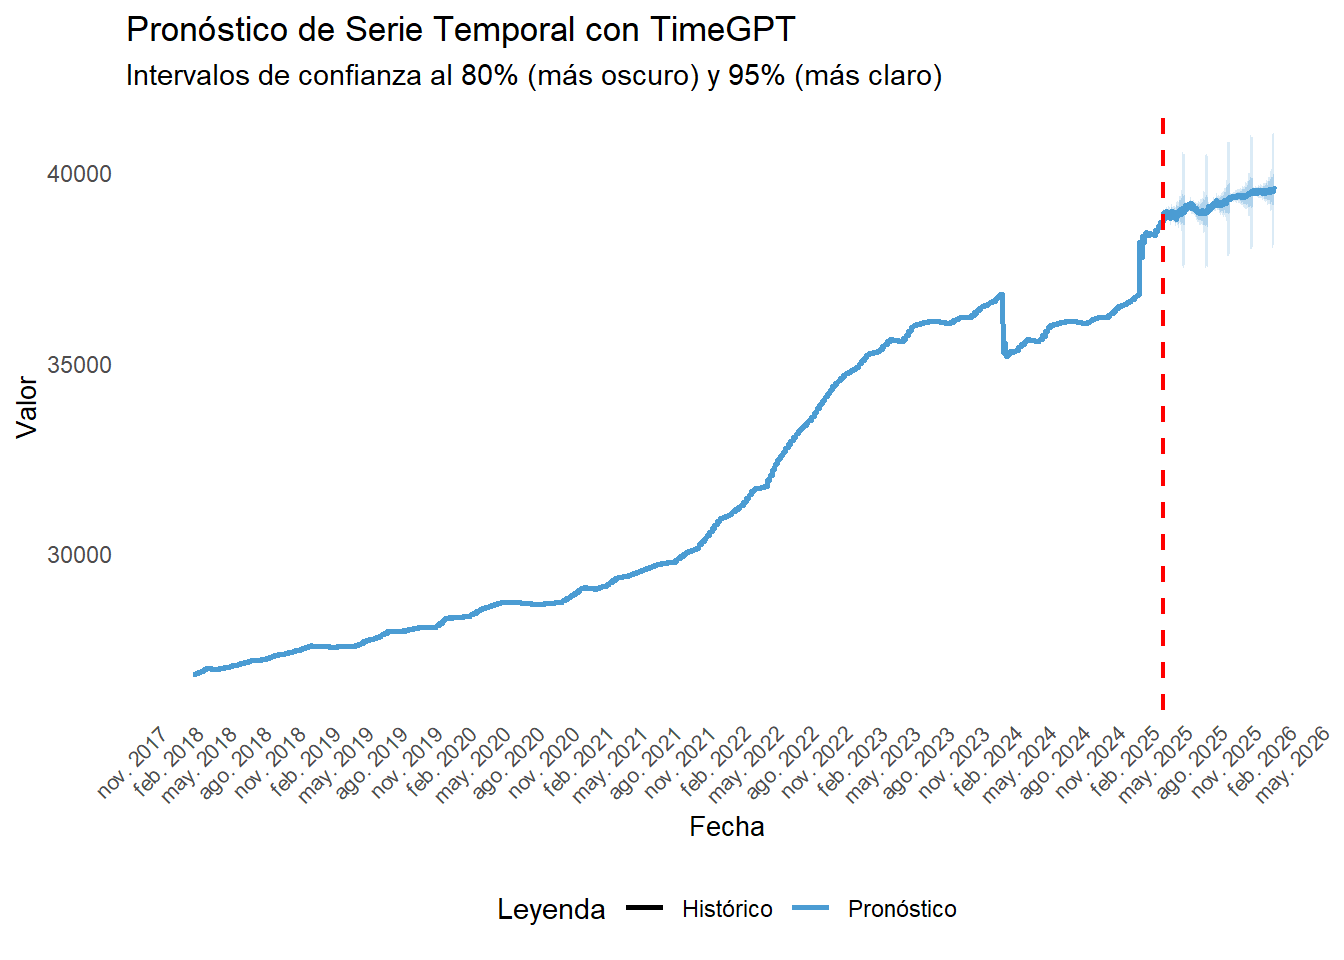 Pronóstico de Serie Temporal con TimeGPT
Intervalos de confianza al 80% (más oscuro) y 95% (más claro)
40000
35000
30000
Valor
nov. 2017
feb. 2018
may. 2018
ago. 2018
nov. 2018
feb. 2019
may. 2019
ago. 2019
nov. 2019
feb. 2020
may. 2020
ago. 2020
nov. 2020
feb. 2021
may. 2021
ago. 2021
nov. 2021
feb. 2022
may. 2022
ago. 2022
nov. 2022
feb. 2023
may. 2023
ago. 2023
nov. 2023
feb. 2024
may. 2024
ago. 2024
nov. 2024
feb. 2025
may. 2025
ago. 2025
nov. 2025
feb. 2026
may. 2026
Fecha
Leyenda
Histórico
Pronóstico